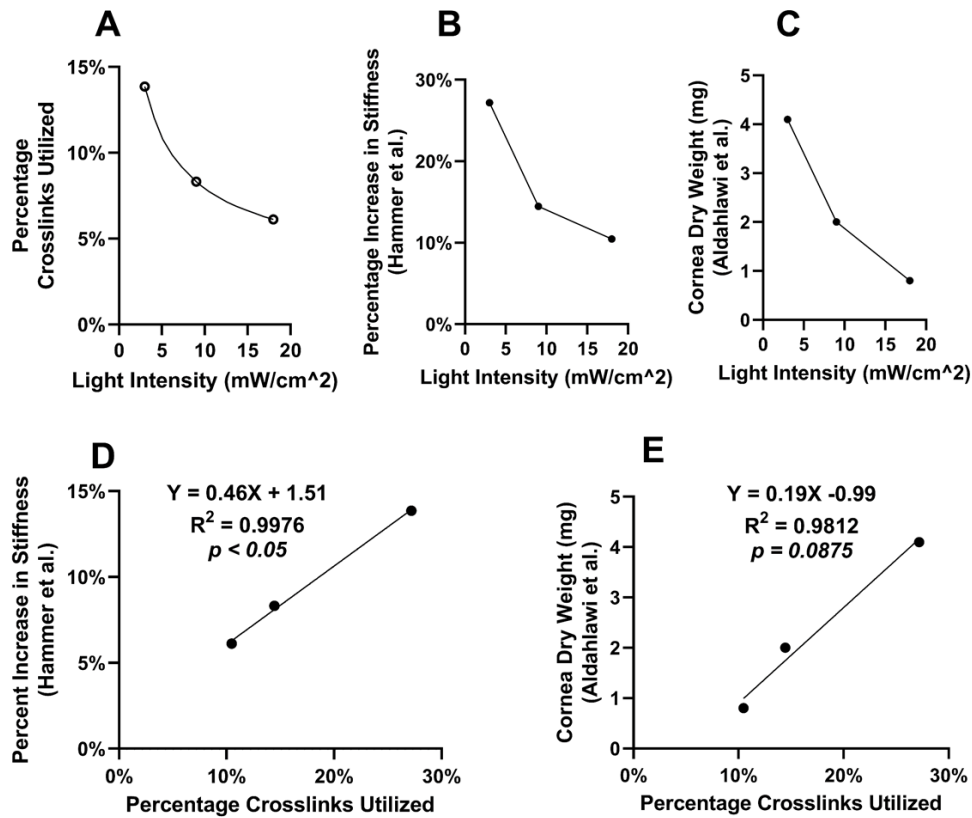 A
Percentage
Crosslinks Utilized
15%
10%
5%
0%
0 5 10 15 20
Light Intensity (mW/cm^2)
B
Percentage Increase in Stiffness
(Hammer et al.)
30%
20%
10%
0%
0 5 10 15 20
Light Intensity (mW/cm^2)
C
Cornea Dry Weight (mg)
(Aldahlawi et al.)
5
4
3
2
1
0
0 5 10 15 20
Light Intensity (mW/cm^2)
D
Percent Increase in Stiffness
(Hammer et al.)
Y = 0.46X + 1.51
R² = 0.9976
p < 0.05
15%
10%
5%
0%
0% 10% 20% 30%
Percentage Crosslinks Utilized
E
Cornea Dry Weight (mg)
(Aldahlawi et al.)
Y = 0.19X -0.99
R² = 0.9812
p = 0.0875
5
4
3
2
1
0
0% 10% 20% 30%
Percentage Crosslinks Utilized